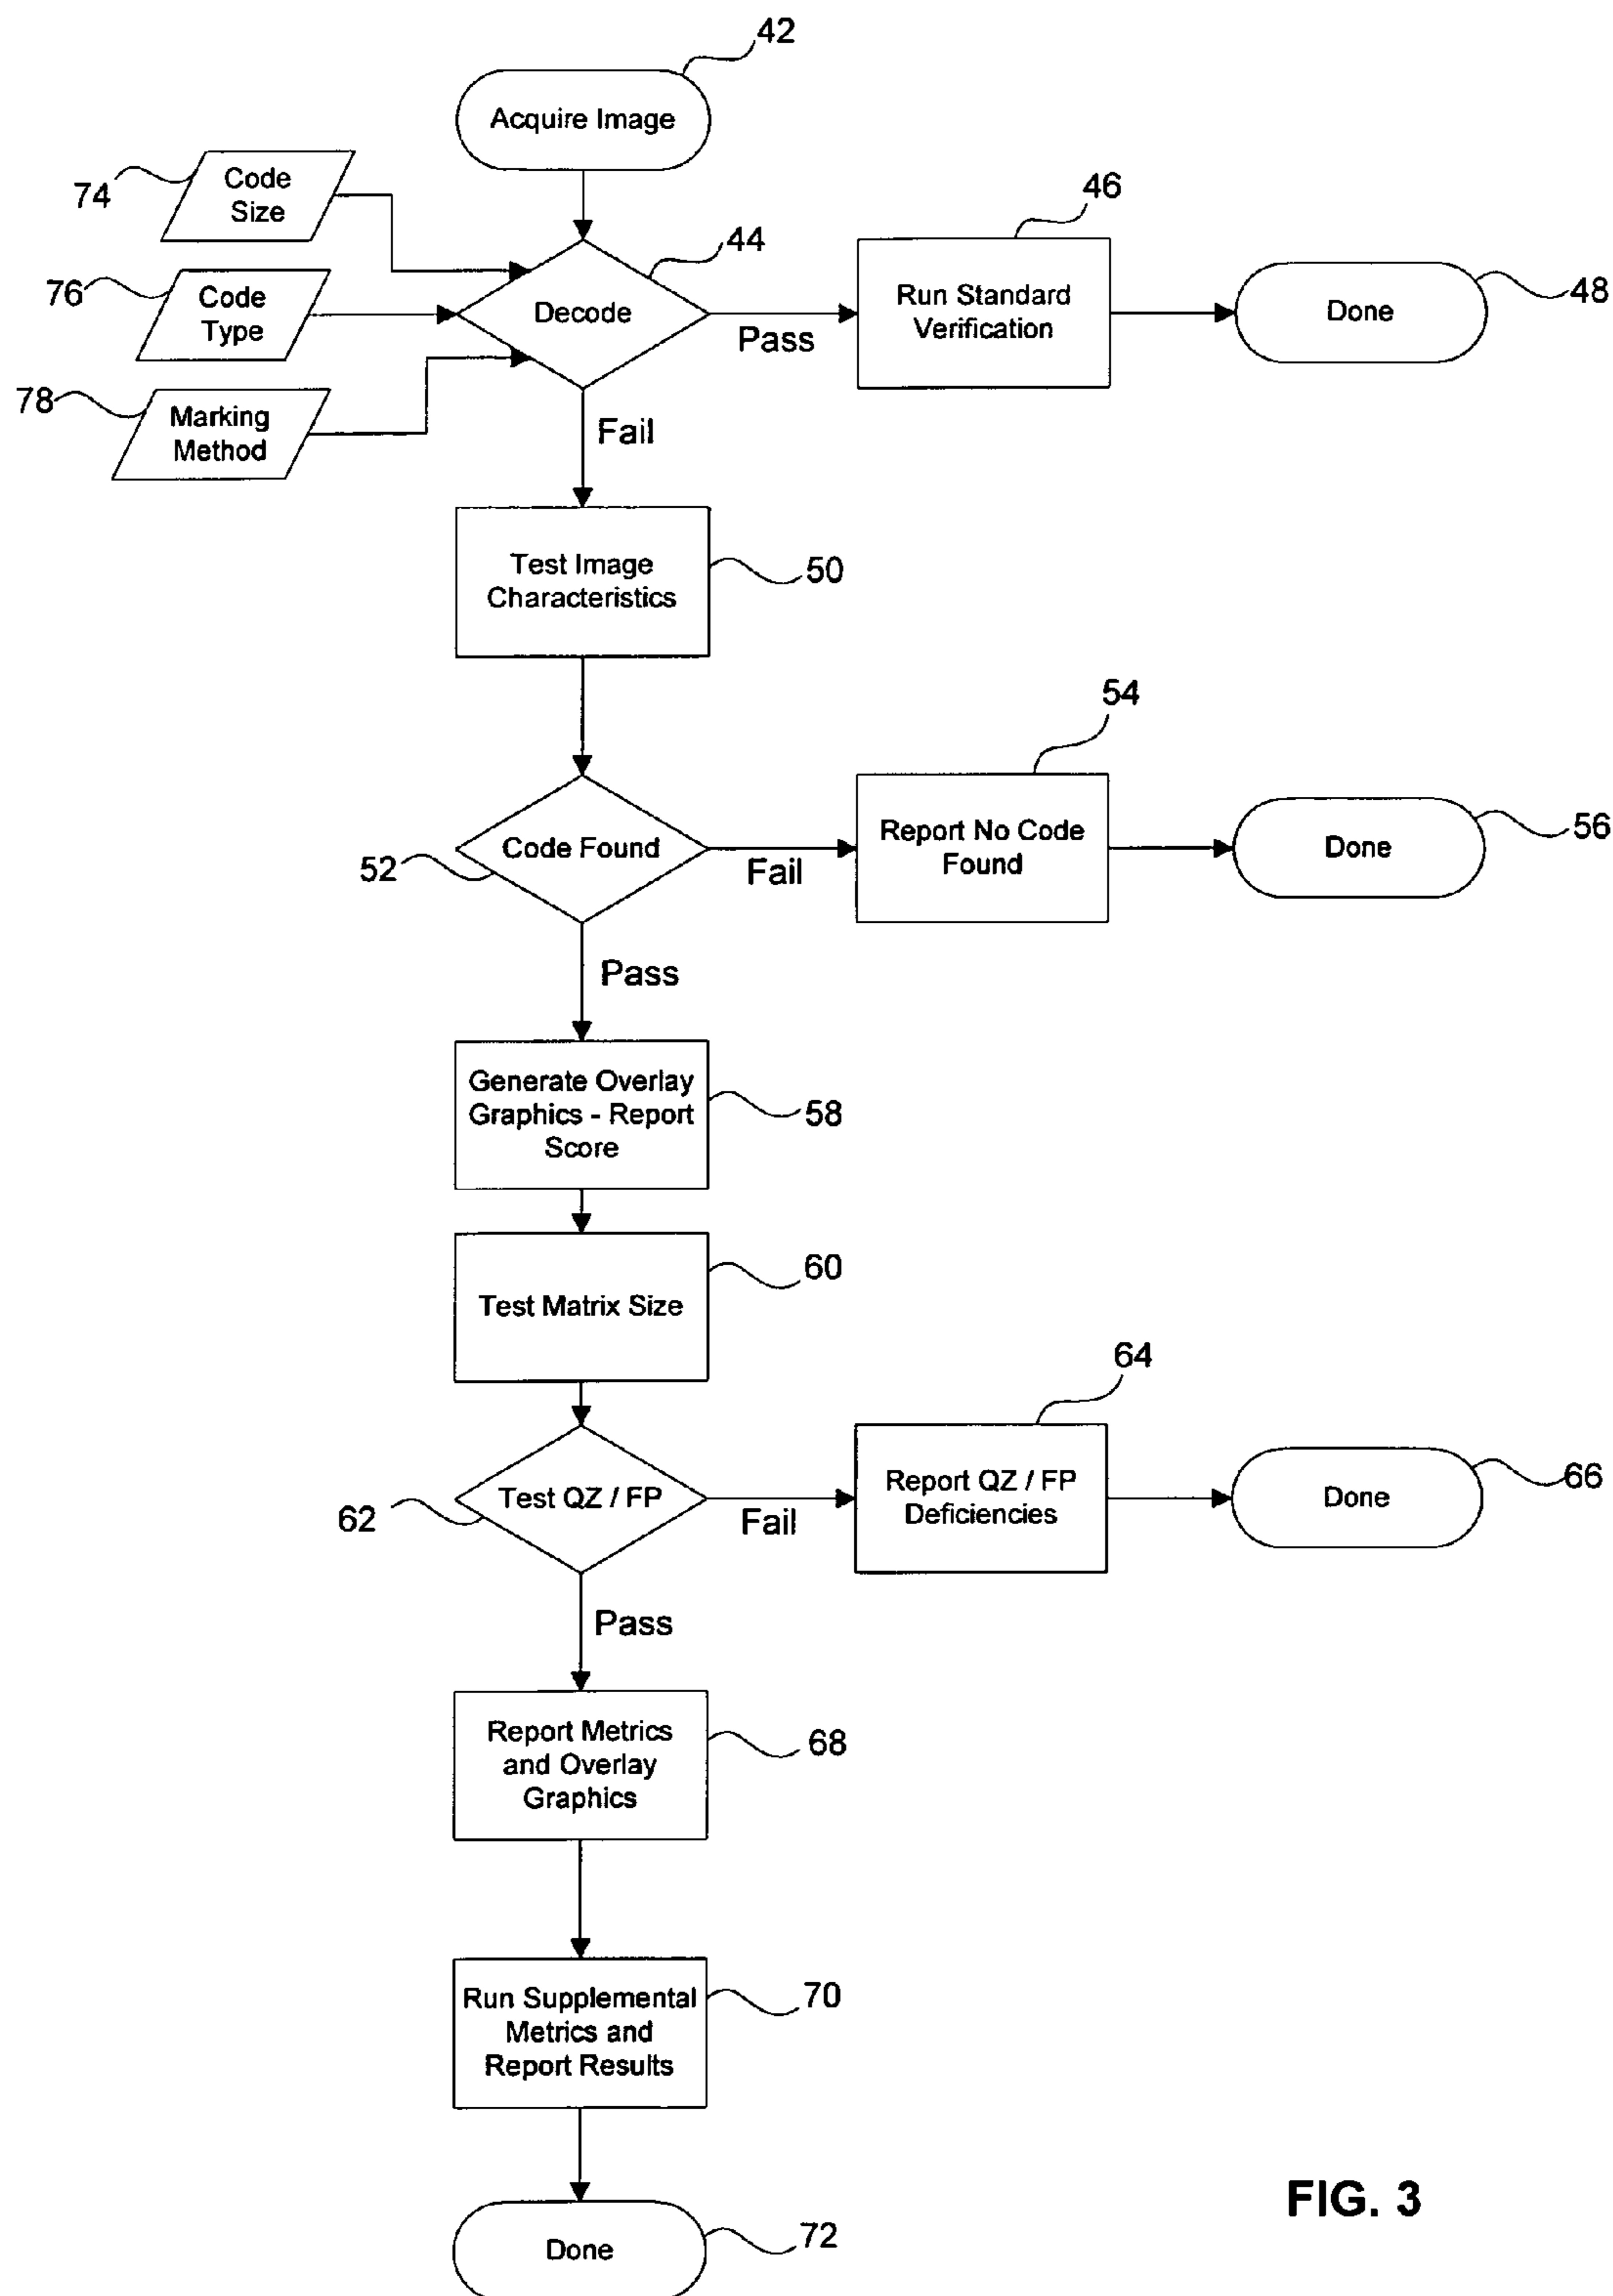 42
Acquire Image
74
Code
Size
46
44
76
Code
Type
Decode
Pass
Run Standard
Verification
Done
48
78
Marking
Method
Fail
Test Image
Characteristics
50
54
52
Code Found
Fail
Report No Code
Found
Done
56
Pass
Generate Overlay
Graphics - Report
Score
58
Test Matrix Size
60
64
62
Test QZ / FP
Fail
Report QZ / FP
Deficiencies
Done
66
Pass
Report Metrics
and Overlay
Graphics
68
Run Supplemental
Metrics and
Report Results
70
FIG. 3
Done
72